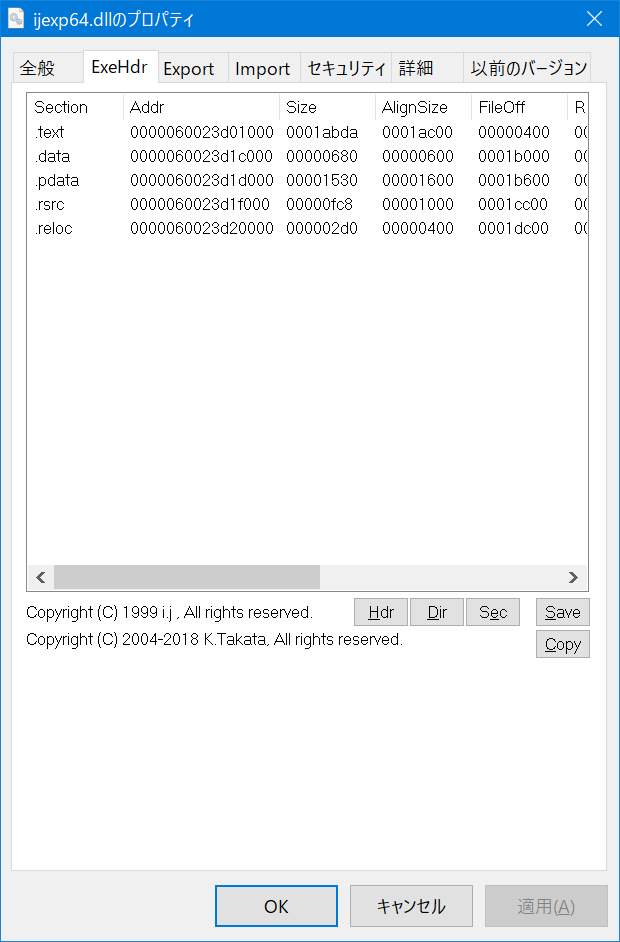 ijexp64.dllのプロパティ
全般 ExeHdr Export Import セキュリティ 詳細 以前のバージョン
Section Addr Size AlignSize FileOff R
.text 0000060023d01000 0001abda 0001ac00 00000400 00
.data 0000060023d1c000 00000680 00000600 0001b000 00
.pdata 0000060023d1d000 00001530 00001600 0001b600 00
.rsrc 0000060023d1f000 00000fc8 00001000 0001cc00 00
.reloc 0000060023d20000 000002d0 00000400 0001dc00 00
Copyright (C) 1999 i.j , All rights reserved. Hdr Dir Sec Save
Copyright (C) 2004-2018 K.Takata, All rights reserved. Copy
OK キャンセル 適用(A)